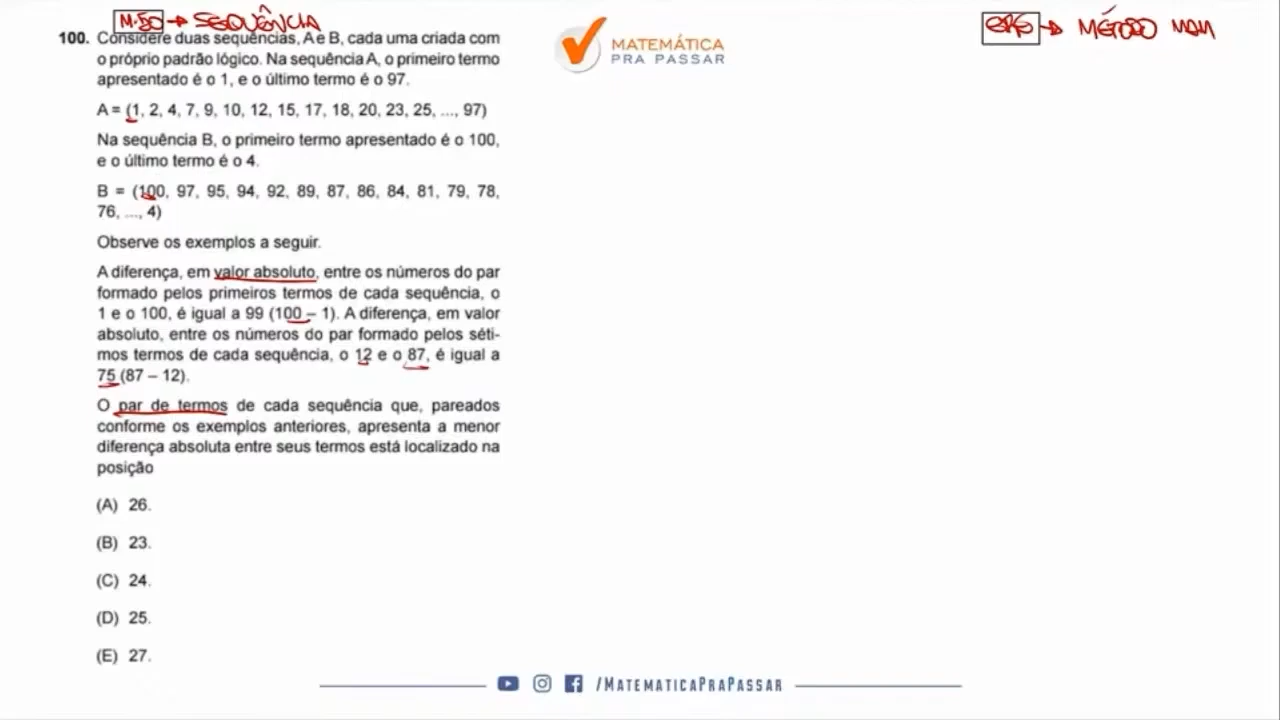 M.50 → SEQUÊNCIA
OBS → MÉTODO MPM
100. Considere duas sequências, A e B, cada uma criada com
o próprio padrão lógico. Na sequência A, o primeiro termo
apresentado é o 1, e o último termo é o 97.
A = (1, 2, 4, 7, 9, 10, 12, 15, 17, 18, 20, 23, 25, ..., 97)
Na sequência B, o primeiro termo apresentado é o 100,
e o último termo é o 4.
B = (100, 97, 95, 94, 92, 89, 87, 86, 84, 81, 79, 78,
76, ..., 4)
Observe os exemplos a seguir.
A diferença, em valor absoluto, entre os números do par
formado pelos primeiros termos de cada sequência, o
1 e o 100, é igual a 99 (100 – 1). A diferença, em valor
absoluto, entre os números do par formado pelos séti-
mos termos de cada sequência, o 12 e o 87, é igual a
75 (87 – 12).
O par de termos de cada sequência que, pareados
conforme os exemplos anteriores, apresenta a menor
diferença absoluta entre seus termos está localizado na
posição
(A) 26.
(B) 23.
(C) 24.
(D) 25.
(E) 27.
MATEMÁTICA
PRA PASSAR
/MATEMATICAPRAPASSAR